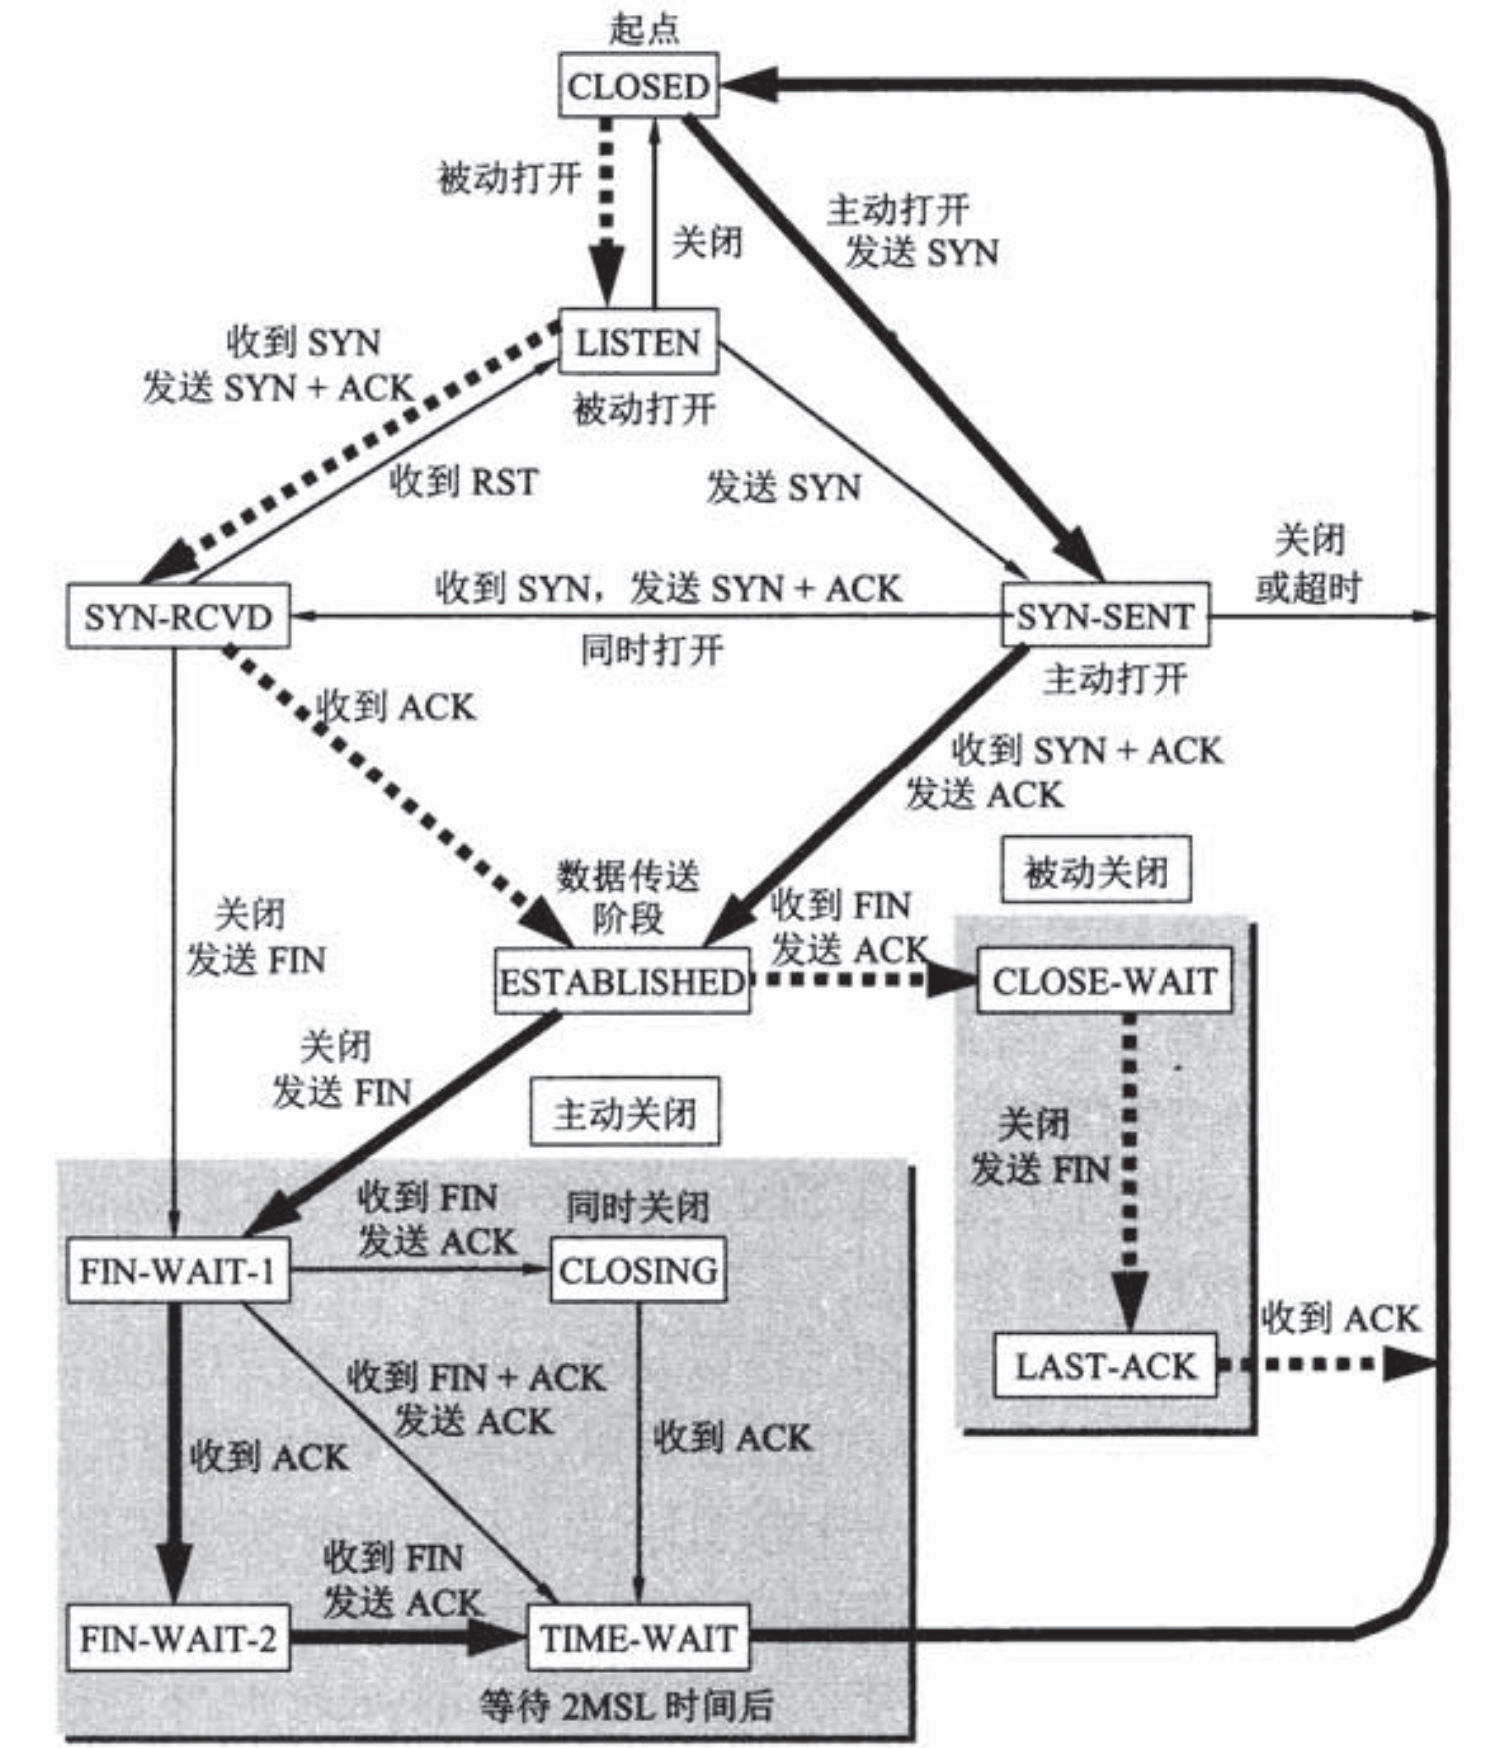 起点
CLOSED
被动打开
关闭
主动打开
发送 SYN
收到 SYN
发送 SYN + ACK
LISTEN
被动打开
收到 RST
发送 SYN
关闭
或超时
收到 SYN，发送 SYN + ACK
SYN-RCVD
SYN-SENT
同时打开
主动打开
收到 ACK
收到 SYN + ACK
发送 ACK
被动关闭
数据传送
阶段
收到 FIN
发送 ACK
关闭
发送 FIN
ESTABLISHED
CLOSE-WAIT
关闭
发送 FIN
主动关闭
关闭
发送 FIN
收到 FIN
发送 ACK
同时关闭
FIN-WAIT-1
CLOSING
收到 ACK
LAST-ACK
收到 FIN + ACK
发送 ACK
收到 ACK
收到 ACK
收到 FIN
发送 ACK
FIN-WAIT-2
TIME-WAIT
等待 2MSL 时间后